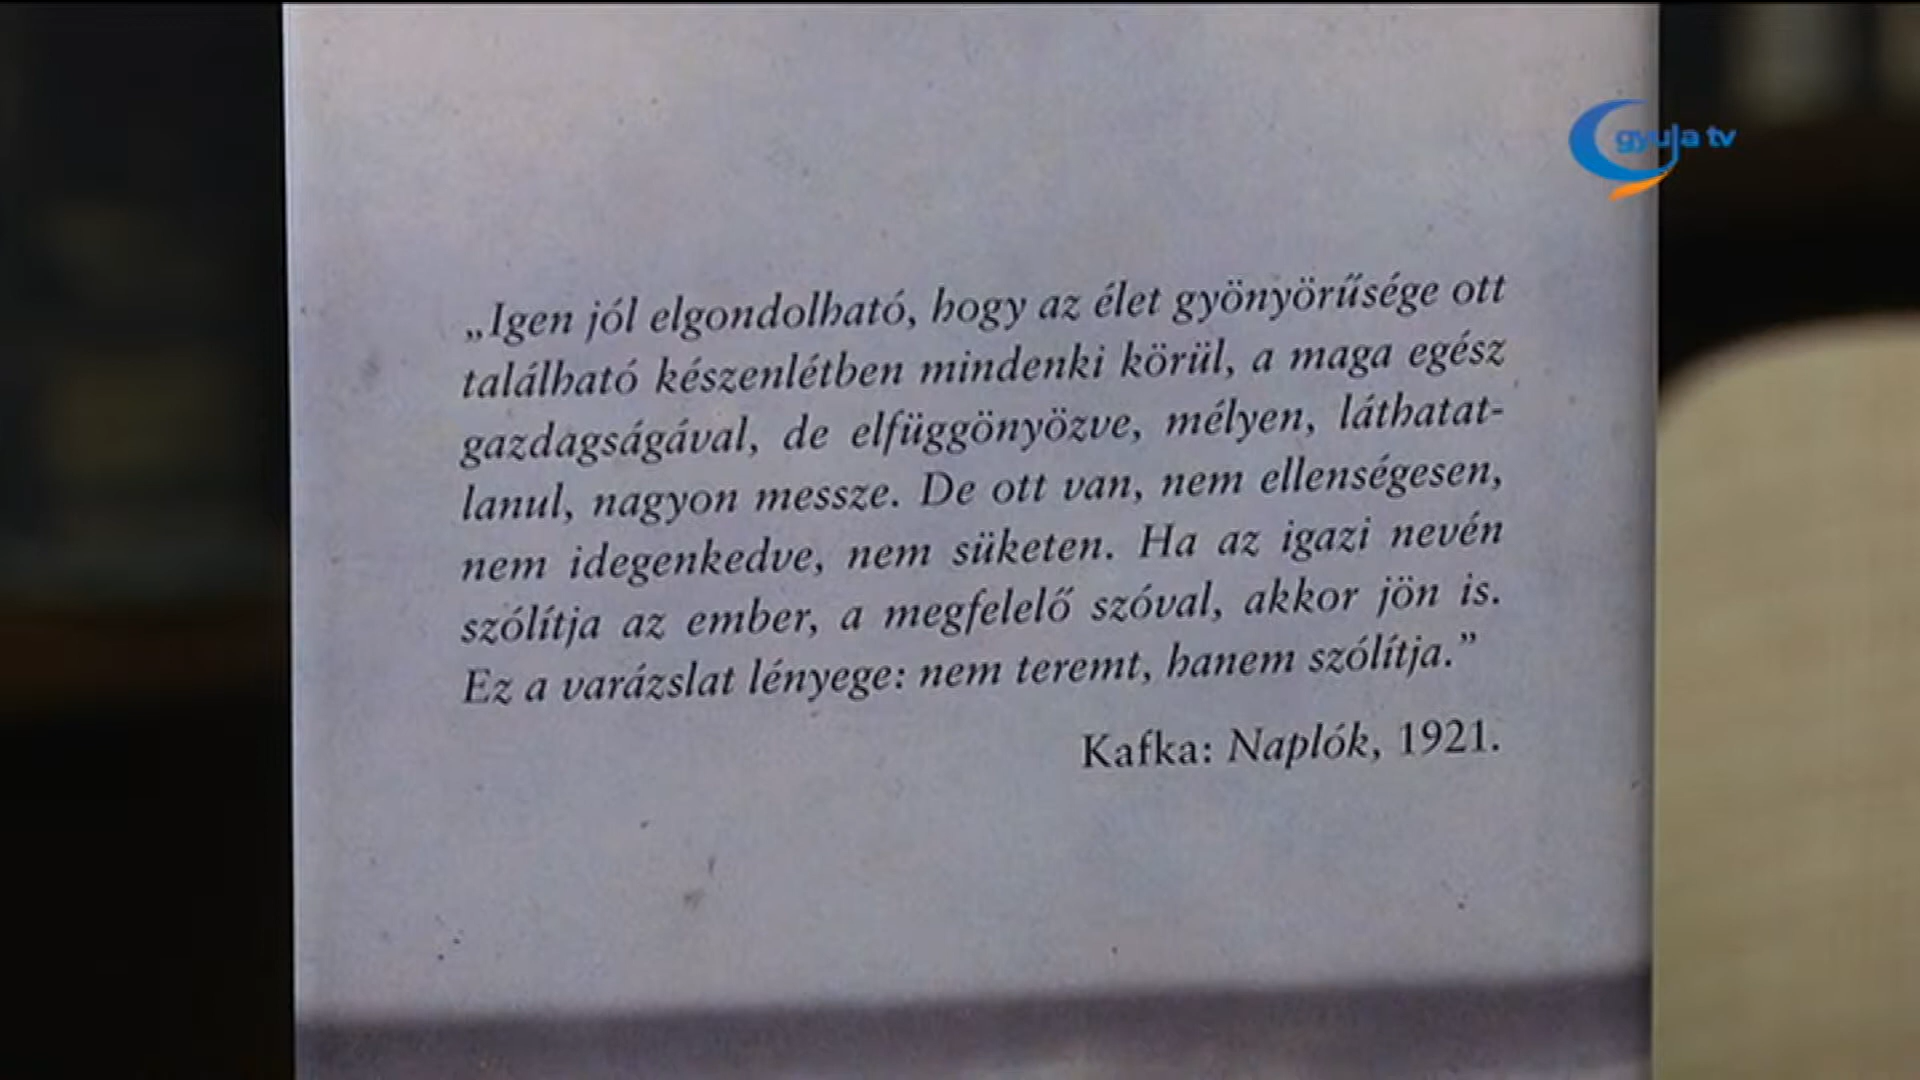 gyula tv
„Igen jól elgondolható, hogy az élet gyönyörűsége ott
található készenlétben mindenki körül, a maga egész
gazdagságával, de elfüggönyözve, mélyen, láthatat-
lanul, nagyon messze. De ott van, nem ellenségesen,
nem idegenkedve, nem süketen. Ha az igazi nevén
szólítja az ember, a megfelelő szóval, akkor jön is.
Ez a varázslat lényege: nem teremt, hanem szólítja.”
Kafka: Naplók, 1921.